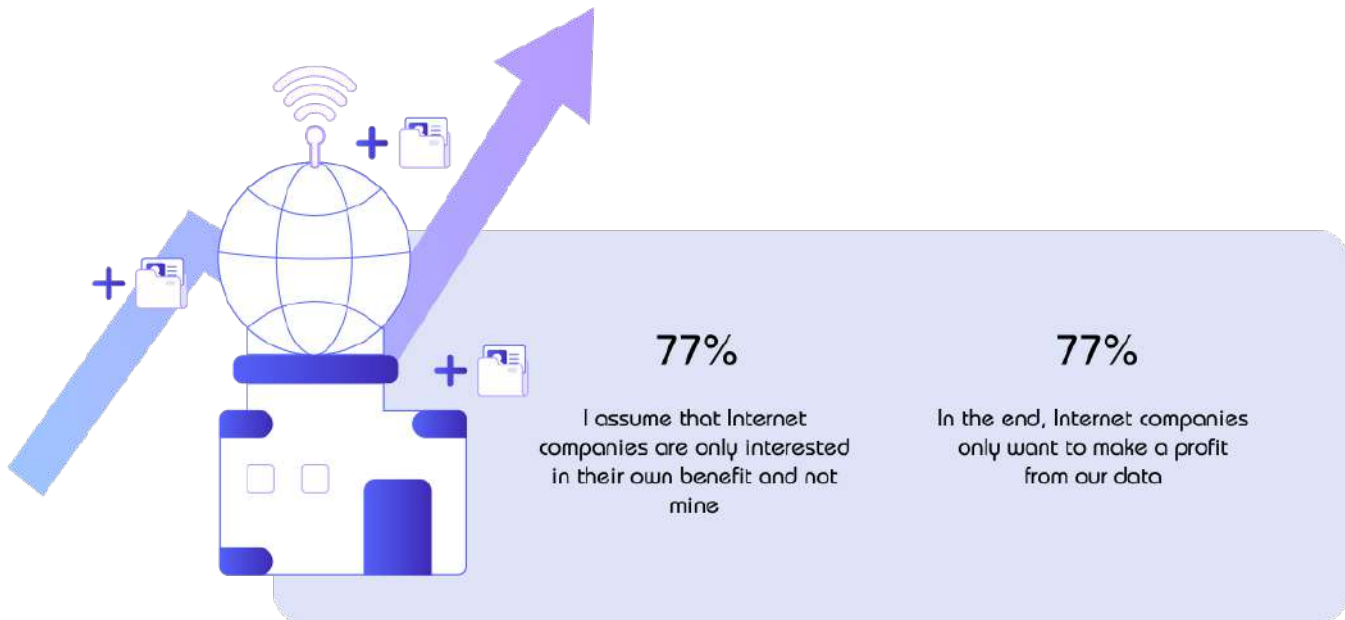 77%
I assume that Internet
companies are only interested
in their own benefit and not
mine
77%
In the end, Internet companies
only want to make a profit
from our data